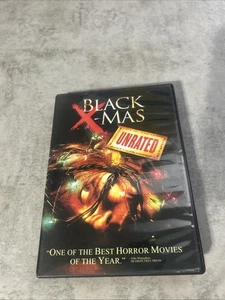 BLACK
X-MAS
UNRATED
"ONE OF THE BEST HORROR MOVIES
OF THE YEAR."